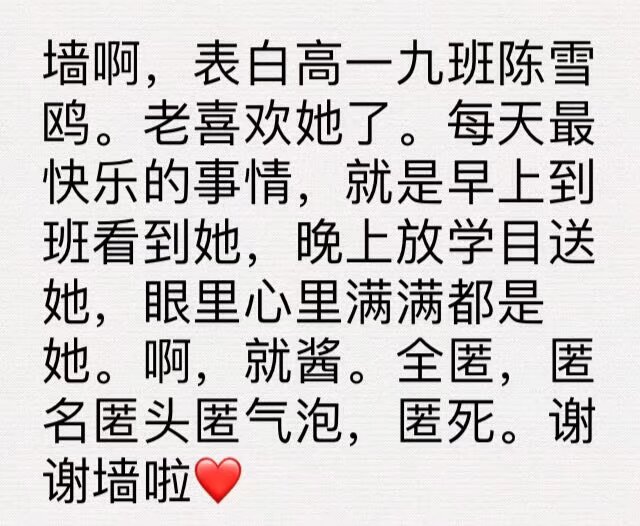 墙啊，表白高一九班陈雪
鸥。老喜欢她了。每天最
快乐的事情，就是早上到
班看到她，晚上放学目送
她，眼里心里满满都是
她。啊，就酱。全匿，匿
名匿头匿气泡，匿死。谢
谢墙啦❤️